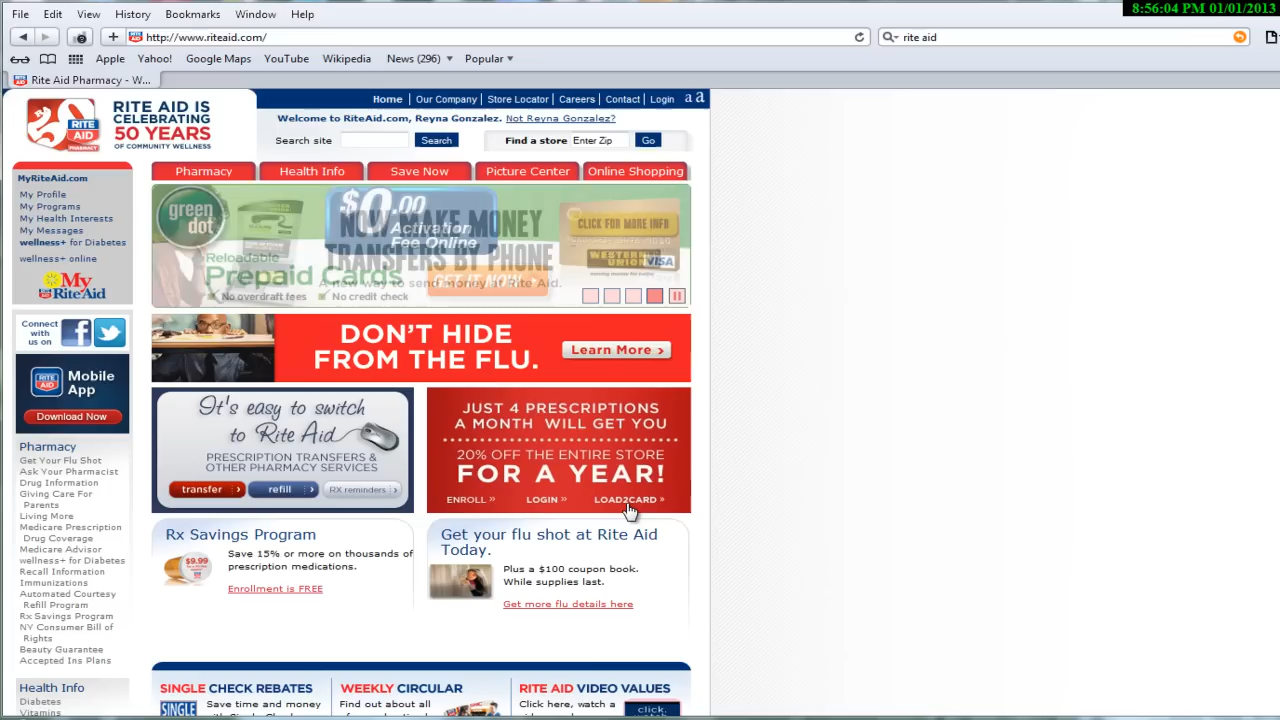 8:56:04 PM 01/01/2013
File Edit View History Bookmarks Window Help
http://www.riteaid.com/
rite aid
Apple Yahoo! Google Maps YouTube Wikipedia News (296) Popular
Rite Aid Pharmacy - W...
RITE AID IS
CELEBRATING
50 YEARS
OF COMMUNITY WELLNESS
RITE
AID
PHARMACY
Home | Our Company | Store Locator | Careers | Contact | Login a a
Welcome to RiteAid.com, Reyna Gonzalez. Not Reyna Gonzalez?
Search site Search Find a store Enter Zip Go
Pharmacy Health Info Save Now Picture Center Online Shopping
MyRiteAid.com
My Profile
My Programs
My Health Interests
My Messages
wellness+ for Diabetes
wellness+ online
My
RiteAid
green
dot
$0.00
Activation
Fee Online
NOW MAKE MONEY
TRANSFERS BY PHONE
Reloadable
Prepaid Cards
A new way to send money at Rite Aid.
No overdraft fees No credit check
GET IT NOW
CLICK FOR MORE INFO
WESTERN
UNION
VISA
Connect
with
us on
RITE
AID
Mobile
App
Download Now
DON'T HIDE
FROM THE FLU.
Learn More >
It's easy to switch
to Rite Aid
PRESCRIPTION TRANSFERS &
OTHER PHARMACY SERVICES
transfer refill RX reminders
JUST 4 PRESCRIPTIONS
A MONTH WILL GET YOU
20% OFF THE ENTIRE STORE
FOR A YEAR!
ENROLL » LOGIN » LOAD2CARD »
Pharmacy
Get Your Flu Shot
Ask Your Pharmacist
Drug Information
Giving Care For
Parents
Living More
Medicare Prescription
Drug Coverage
Medicare Advisor
wellness+ for Diabetes
Recall Information
Immunizations
Automated Courtesy
Refill Program
Rx Savings Program
NY Consumer Bill of
Rights
Beauty Guarantee
Accepted Ins Plans
Health Info
Diabetes
Vitamins
Rx Savings Program
$9.99
Save 15% or more on thousands of
prescription medications.
Enrollment is FREE
Get your flu shot at Rite Aid
Today.
Plus a $100 coupon book.
While supplies last.
Get more flu details here
SINGLE CHECK REBATES
SINGLE
Save time and money
WEEKLY CIRCULAR
Find out about all
RITE AID VIDEO VALUES
Click here, watch a
click.